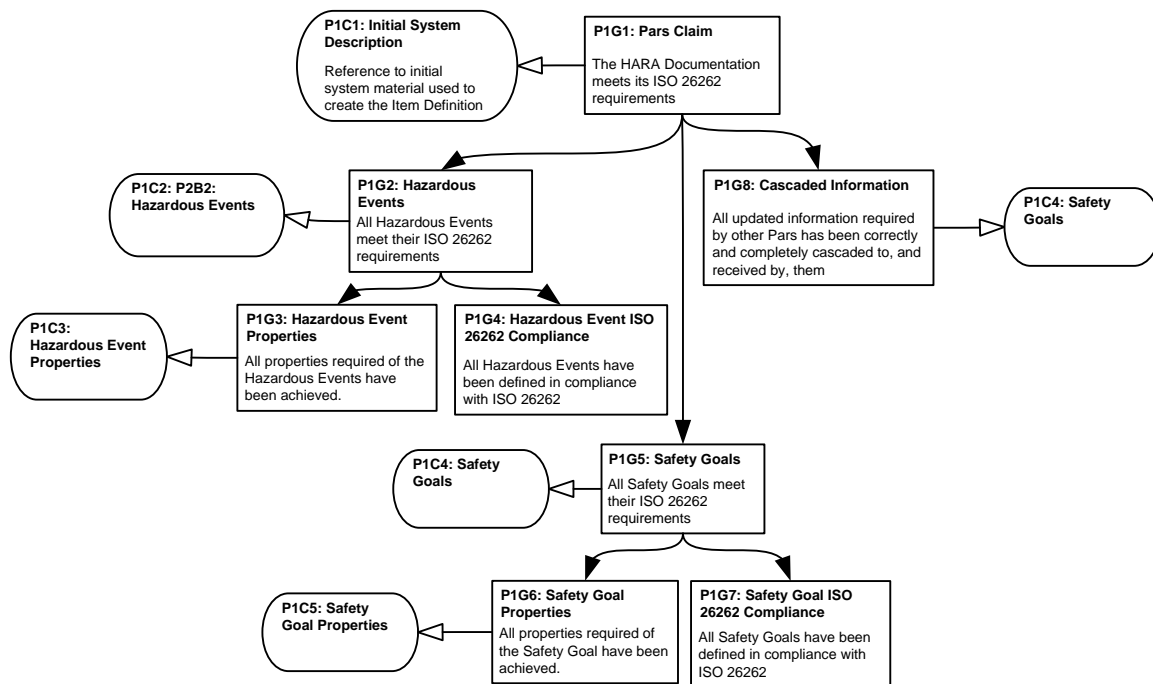 P1C1: Initial System
Description
Reference to initial
system material used to
create the Item Definition
P1G1: Pars Claim
The HARA Documentation
meets its ISO 26262
requirements
P1C2: P2B2:
Hazardous Events
P1G2: Hazardous
Events
All Hazardous Events
meet their ISO 26262
requirements
P1G8: Cascaded Information
All updated information required
by other Pars has been correctly
and completely cascaded to, and
received by, them
P1C4: Safety
Goals
P1C3:
Hazardous Event
Properties
P1G3: Hazardous Event
Properties
All properties required of the
Hazardous Events have
been achieved.
P1G4: Hazardous Event ISO
26262 Compliance
All Hazardous Events have
been defined in compliance
with ISO 26262
P1C4: Safety
Goals
P1G5: Safety Goals
All Safety Goals meet
their ISO 26262
requirements
P1C5: Safety
Goal Properties
P1G6: Safety Goal
Properties
All properties required of
the Safety Goal have been
achieved.
P1G7: Safety Goal ISO
26262 Compliance
All Safety Goals have been
defined in compliance with
ISO 26262